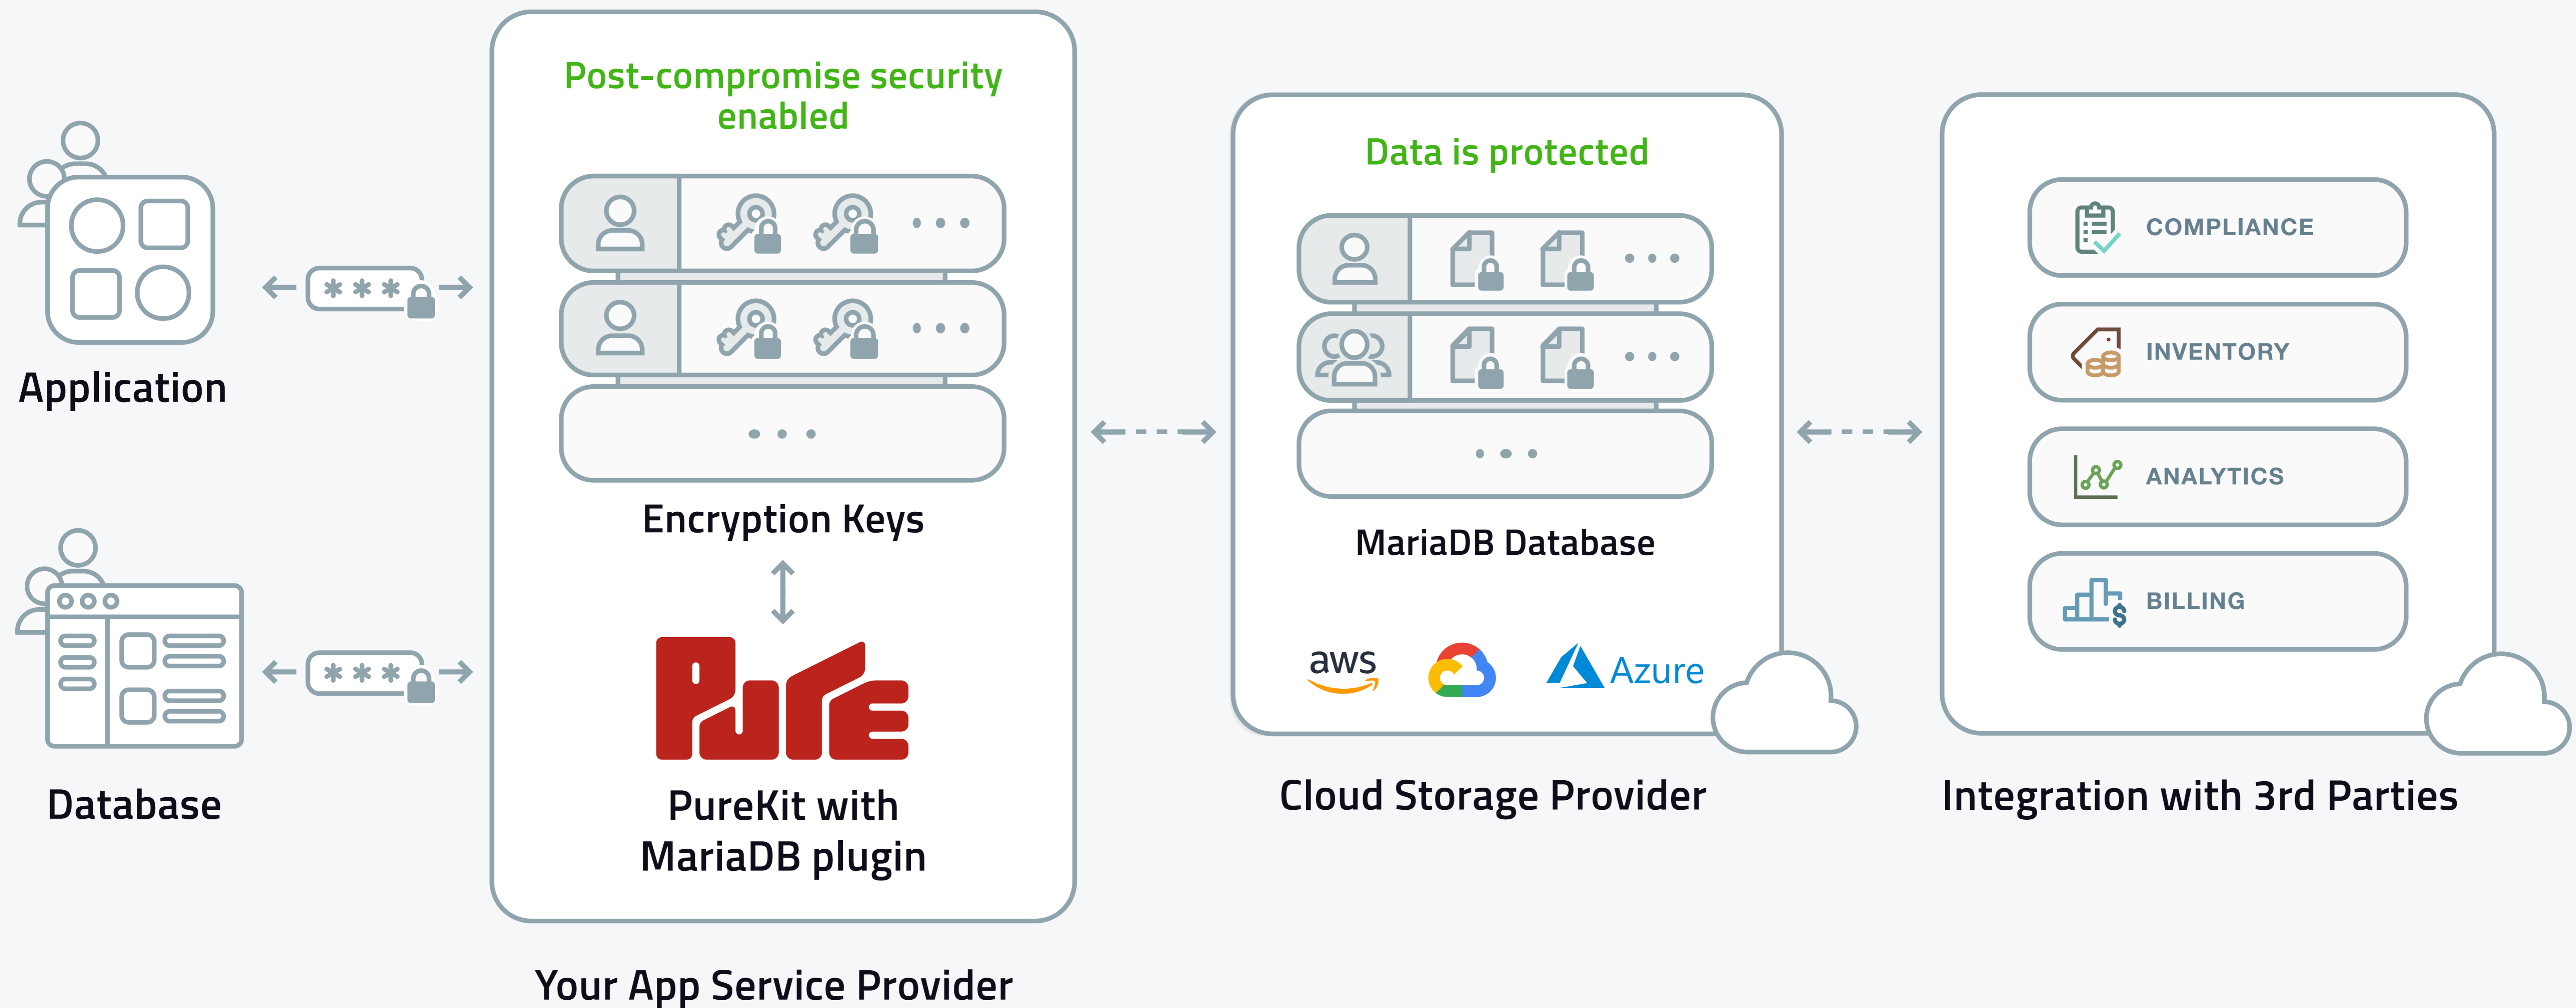 Application
* * *
Database
* * *
Post-compromise security
enabled
Encryption Keys
PURE
PureKit with
MariaDB plugin
Your App Service Provider
Data is protected
MariaDB Database
aws
Azure
Cloud Storage Provider
COMPLIANCE
INVENTORY
ANALYTICS
$
BILLING
Integration with 3rd Parties